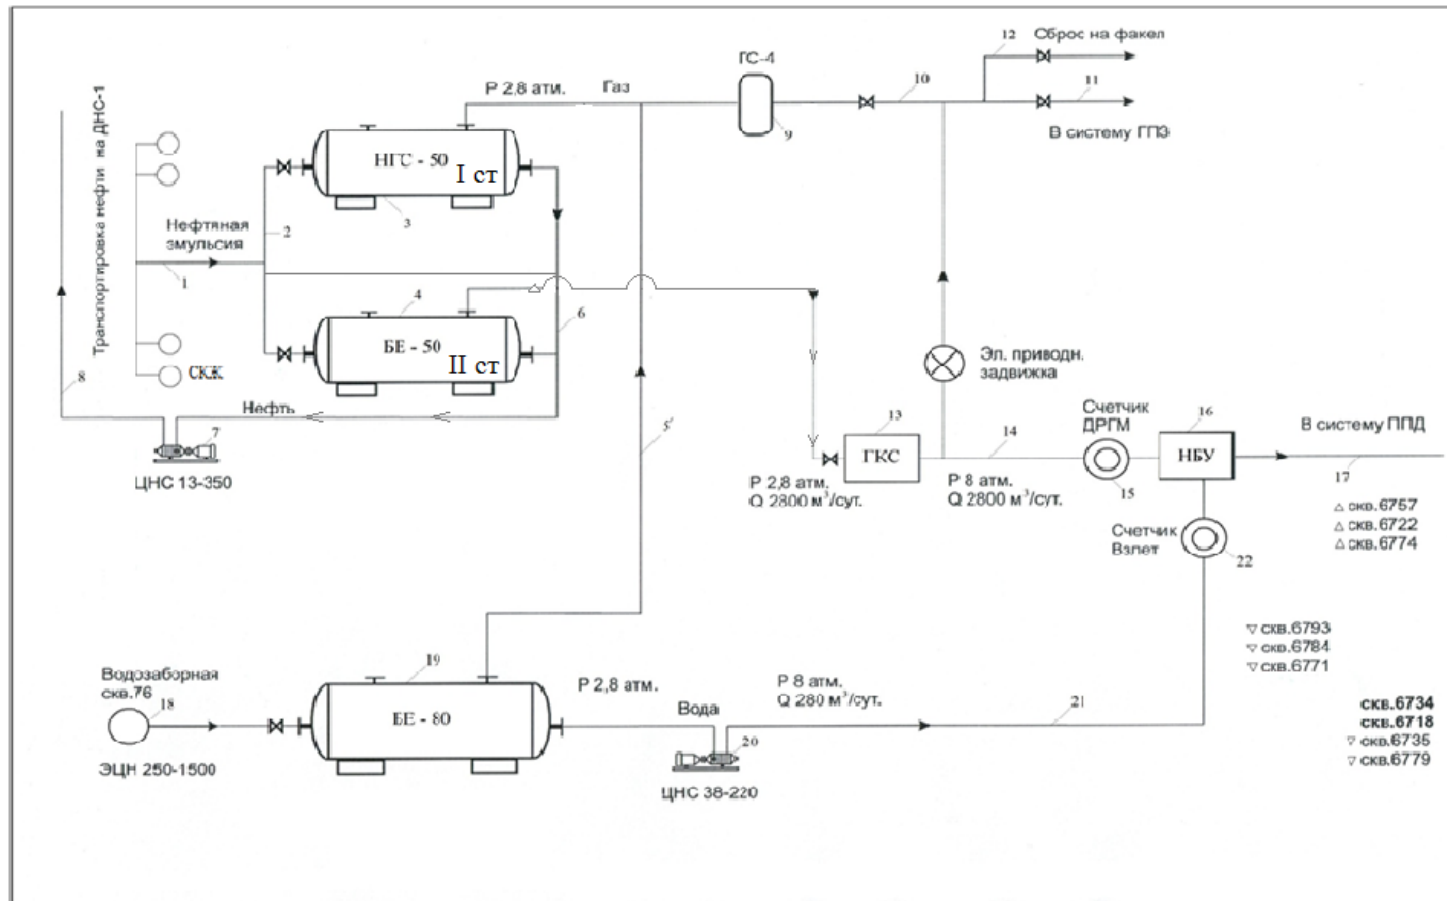 Сброс на факел
12
ГС-4
10
11
Р 2,8 ати.
Газ
9
В систему ГПЭ
Транспортировка нефти на ДНС-1
НГС - 50
I ст
3
Нефтяная
эмульсия
2
1
4
6
БЕ - 50
II ст
8
СКЖ
Нефть
7
ЦНС 13-350
5'
Эл. приводн.
задвижка
13
ГКС
14
Счетчик
ДРГМ
15
16
НБУ
В систему ППД
17
Р 2,8 атм.
Q 2800 м³/сут.
Р 8 атм.
Q 2800 м³/сут.
△ скв.6757
△ скв.6722
△ скв.6774
Счетчик
Взлет
22
▽ скв.6793
▽ скв.6784
▽ скв.6771
Водозаборная
скв.76
18
19
БЕ - 80
ЭЦН 250-1500
Р 2,8 атм.
Вода
Р 8 атм.
Q 280 м³/сут.
20
ЦНС 38-220
21
скв.6734
скв.6718
▽ скв.6735
▽ скв.6779